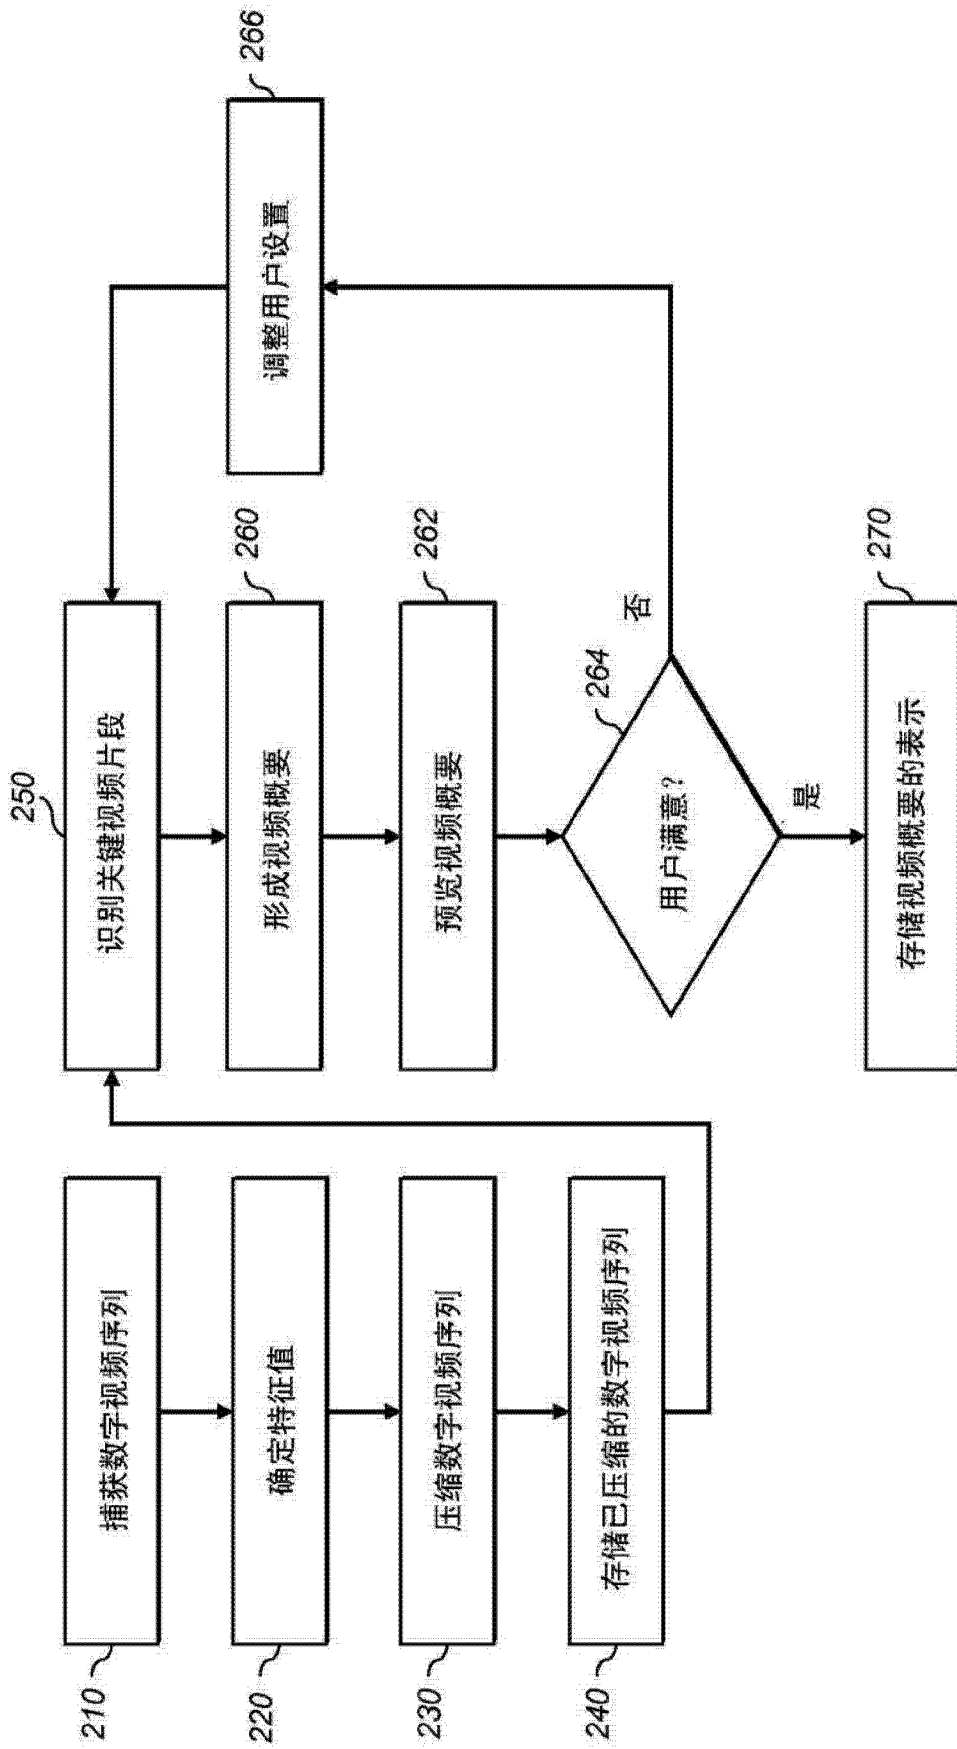 210
捕获数字视频序列
220
确定特征值
230
压缩数字视频序列
240
存储已压缩的数字视频序列
250
识别关键视频片段
260
形成视频概要
262
预览视频概要
264
用户满意?
否
是
266
调整用户设置
270
存储视频概要的表示